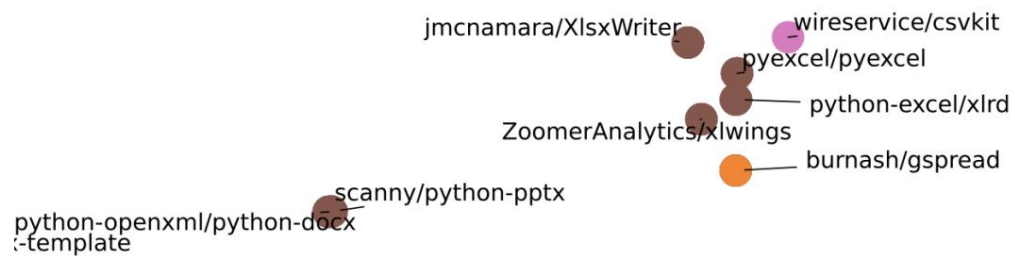 wireservice/csvkit
jmcnamara/XlsxWriter
pyexcel/pyexcel
python-excel/xlrd
ZoomerAnalytics/xlwings
burnash/gspread
scanny/python-pptx
python-openxml/python-docx
-template